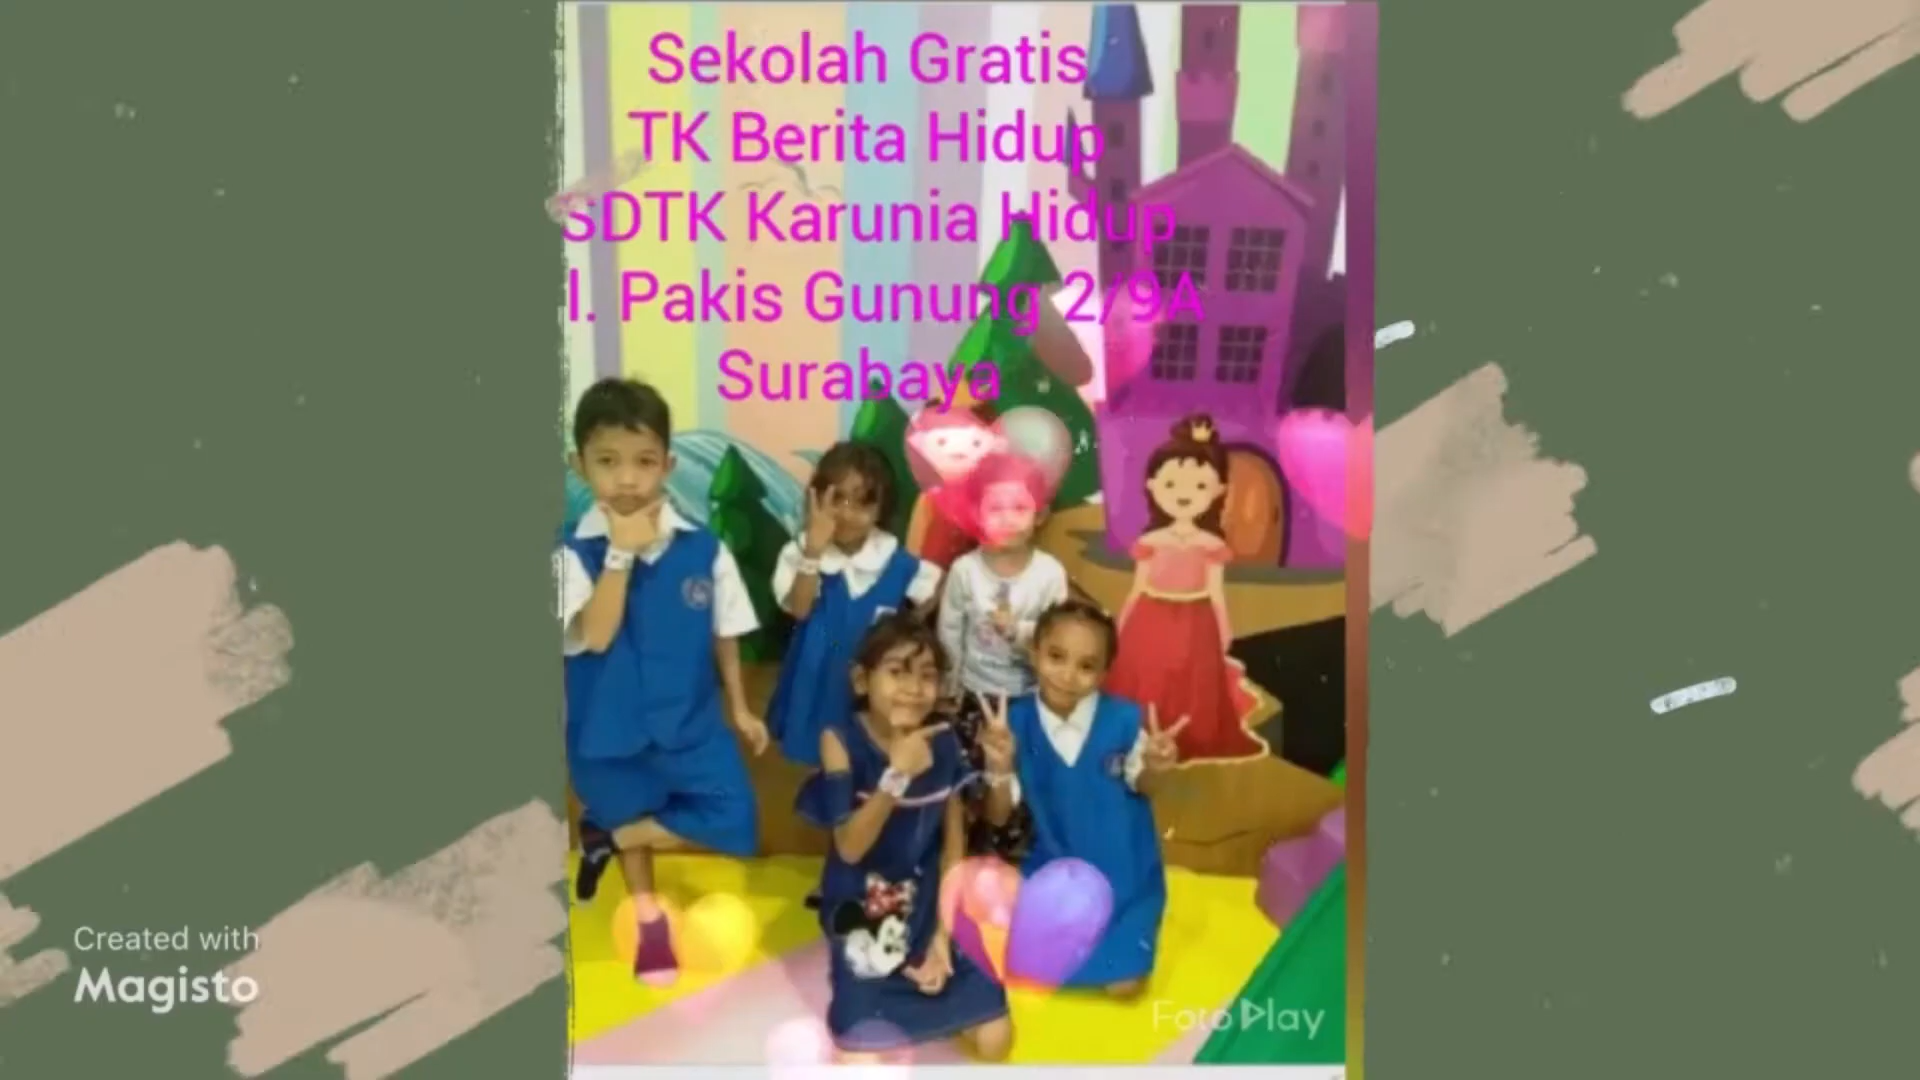 Sekolah Gratis
TK Berita Hidup
SDTK Karunia Hidup
l. Pakis Gunung 2/9A
Surabaya
Created with
Magisto
FotoPlay